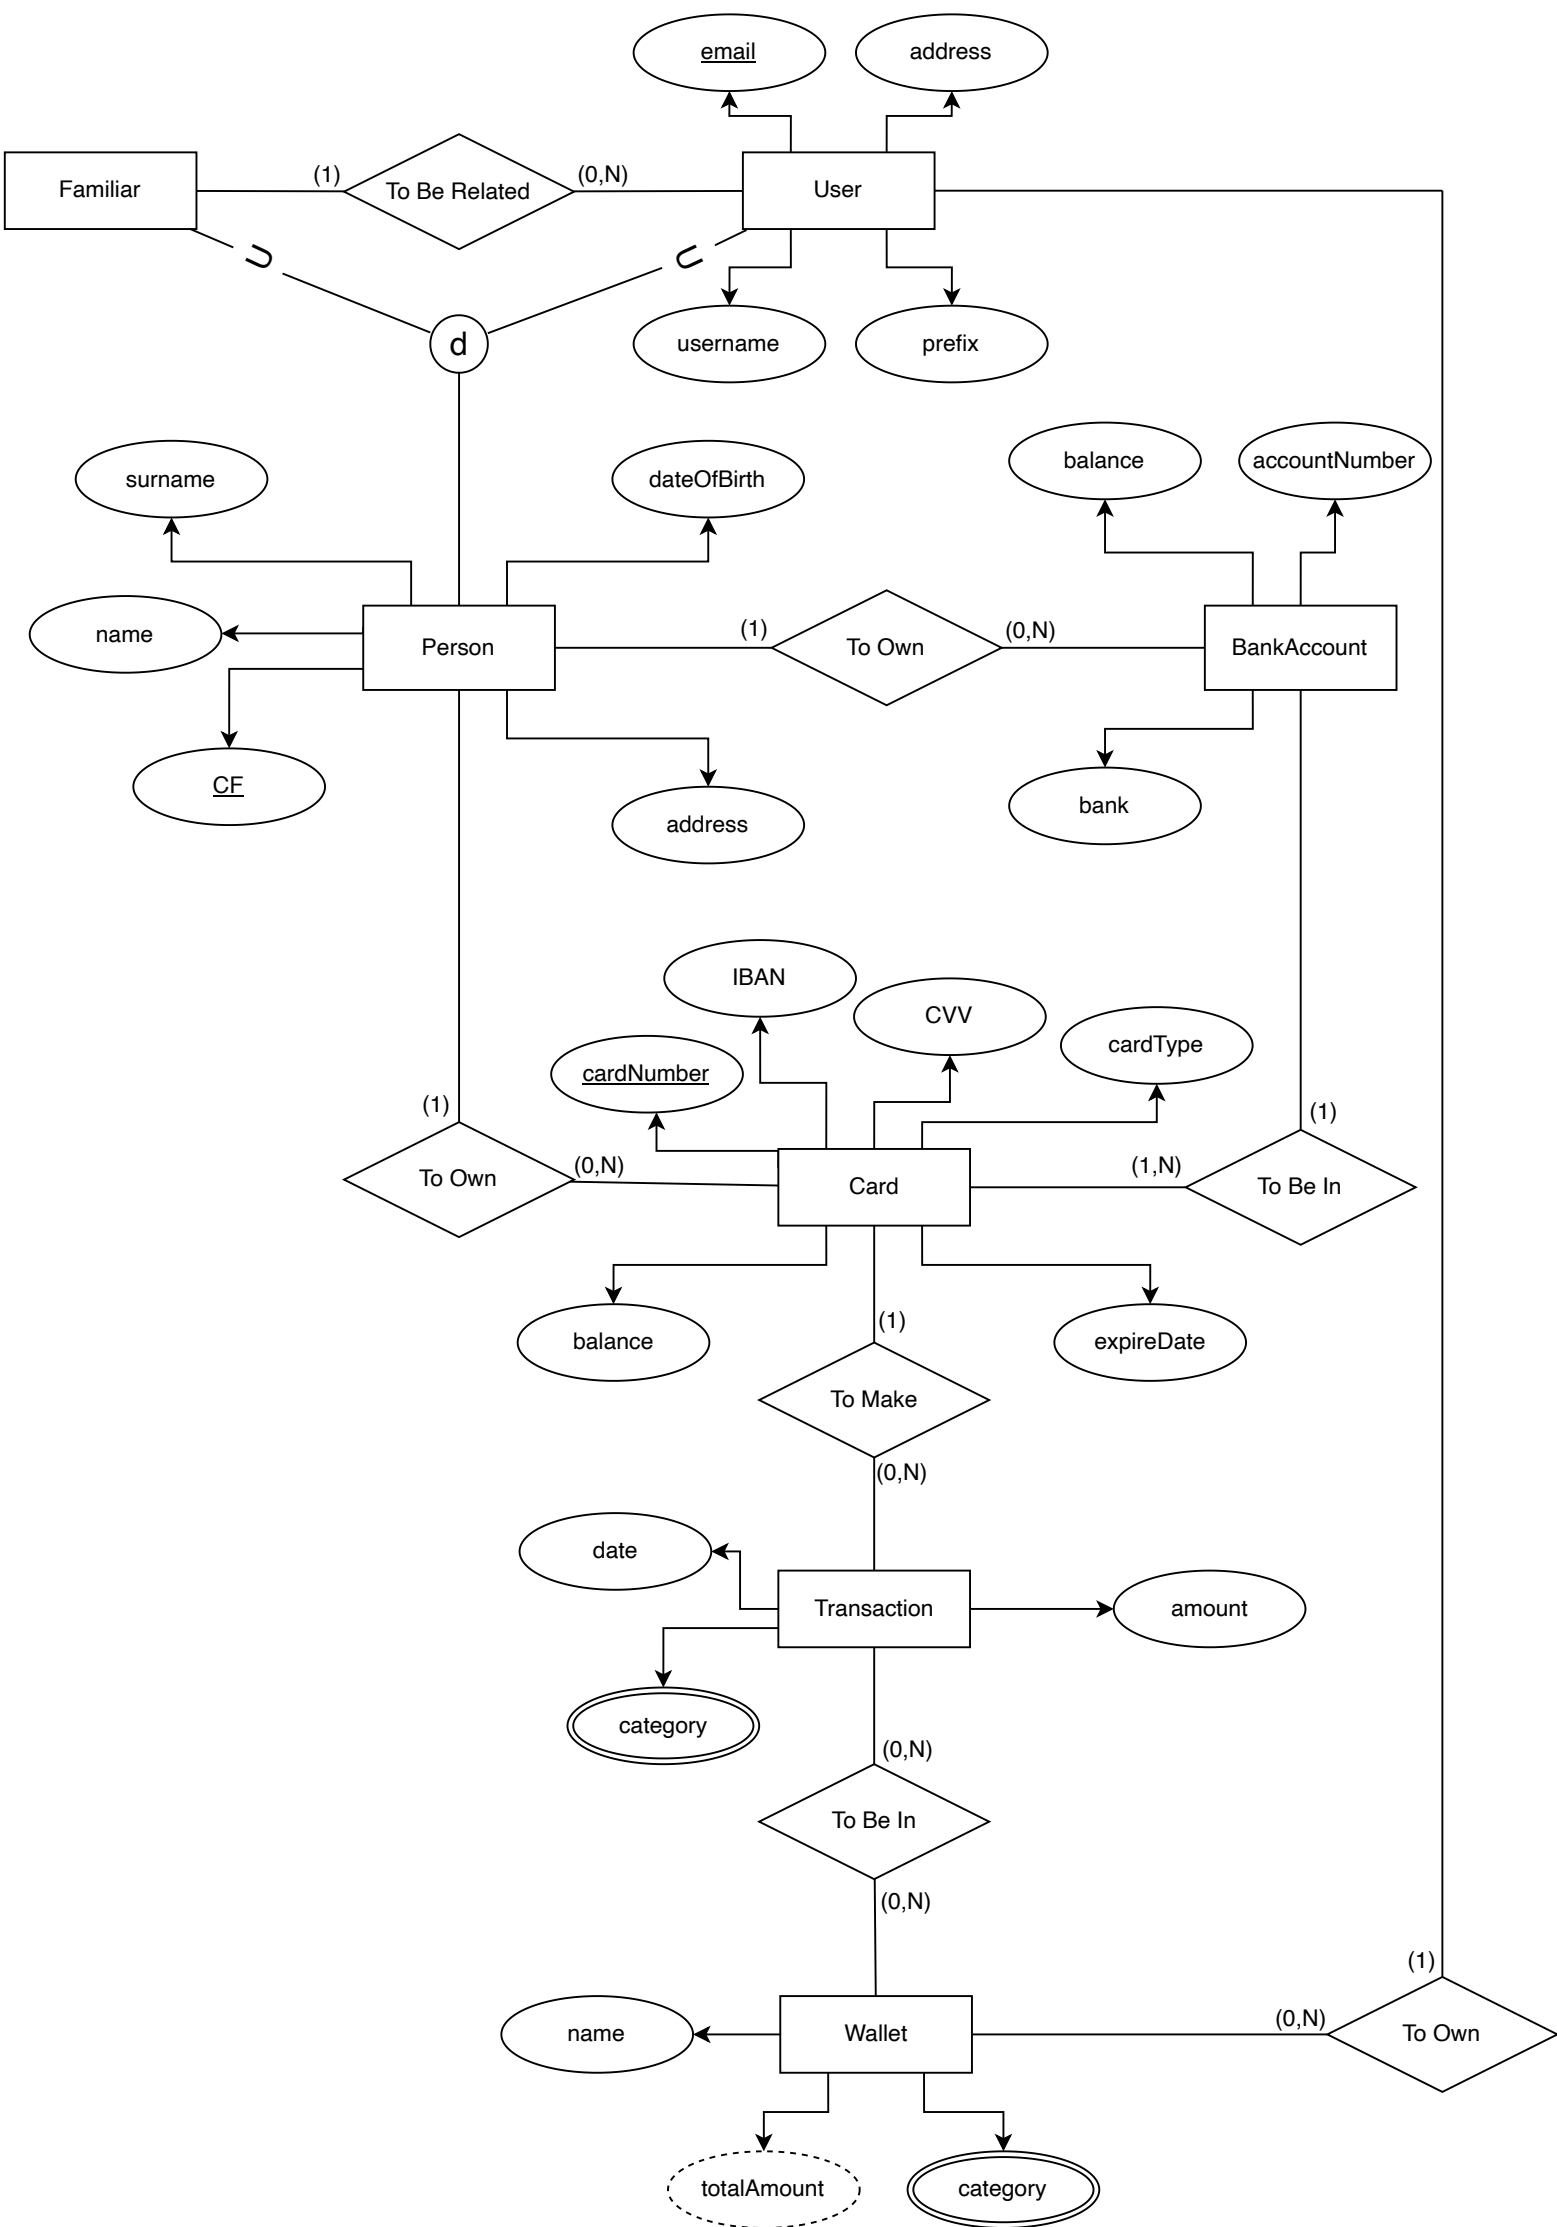 email
address
Familiar
(1)
To Be Related
(0,N)
User
username
prefix
d
surname
dateOfBirth
balance
accountNumber
name
Person
(1)
To Own
(0,N)
BankAccount
CF
address
bank
IBAN
CVV
cardType
cardNumber
(1)
To Own
(0,N)
Card
(1,N)
(1)
To Be In
balance
(1)
expireDate
To Make
(0,N)
date
Transaction
amount
category
(0,N)
To Be In
(0,N)
(1)
name
Wallet
(0,N)
To Own
totalAmount
category